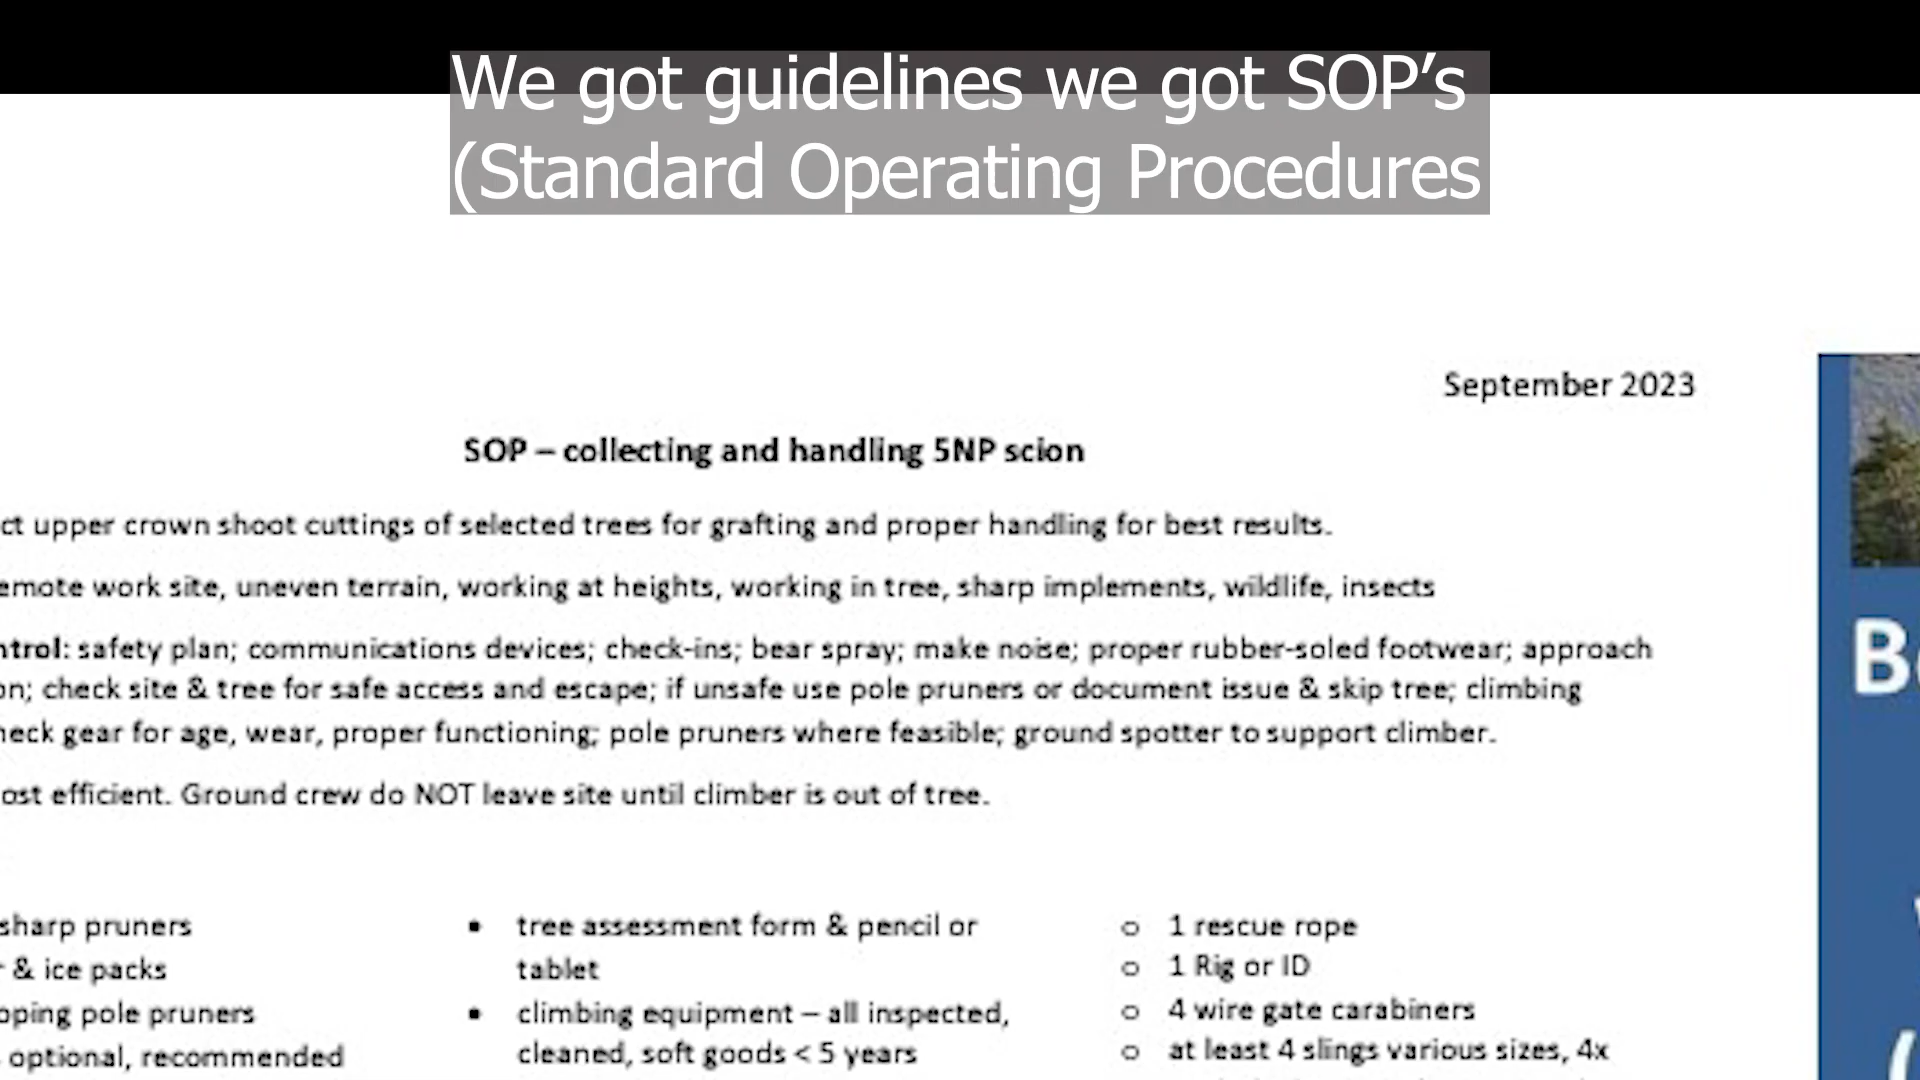 We got guidelines we got SOP’s
(Standard Operating Procedures
September 2023
SOP – collecting and handling 5NP scion
upper crown shoot cuttings of selected trees for grafting and proper handling for best results.
work site, uneven terrain, working at heights, working in tree, sharp implements, wildlife, insects
safety plan; communications devices; check-ins; bear spray; make noise; proper rubber-soled footwear; approach
check site & tree for safe access and escape; if unsafe use pole pruners or document issue & skip tree; climbing
gear for age, wear, proper functioning; pole pruners where feasible; ground spotter to support climber.
efficient. Ground crew do NOT leave site until climber is out of tree.
sharp pruners
& ice packs
pole pruners
optional, recommended
• tree assessment form & pencil or
tablet
• climbing equipment – all inspected,
cleaned, soft goods < 5 years
o 1 rescue rope
o 1 Rig or ID
o 4 wire gate carabiners
o at least 4 slings various sizes, 4x